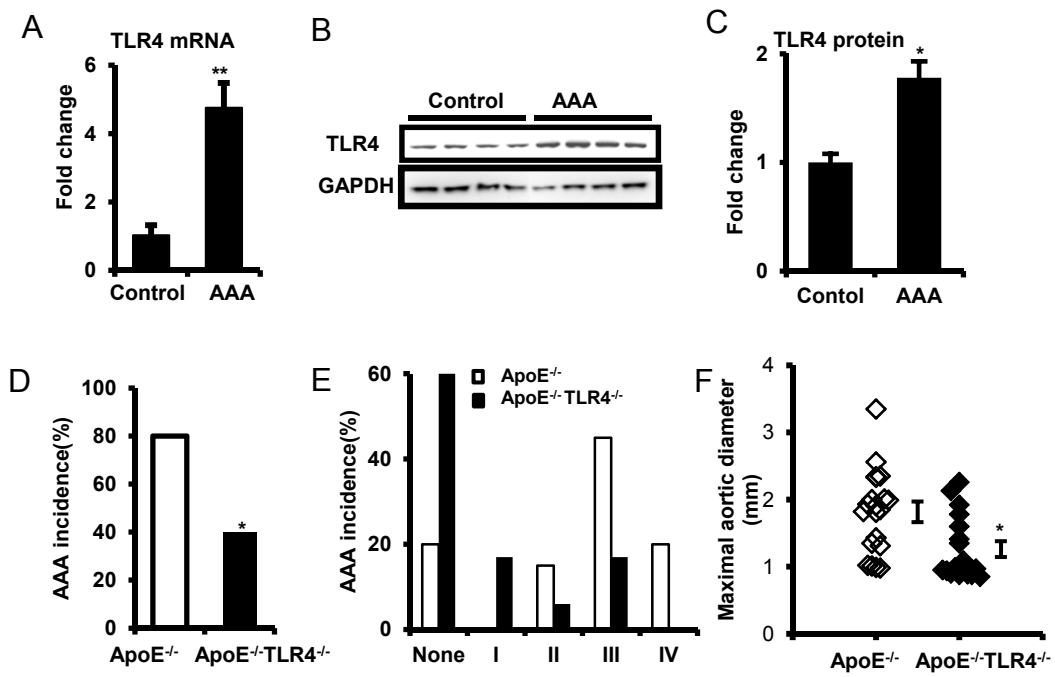 A
TLR4 mRNA
Fold change
6
4
2
0
**
Control AAA
B
Control AAA
TLR4
GAPDH
C
TLR4 protein
Fold change
2
1
0
*
Contol AAA
D
AAA incidence(%)
100
80
60
40
20
0
*
ApoE-/- ApoE-/-TLR4-/-
E
AAA incidence(%)
60
40
20
0
ApoE-/-
ApoE-/- TLR4-/-
None I II III IV
F
Maximal aortic diameter
(mm)
4
3
2
1
0
*
ApoE-/- ApoE-/-TLR4-/-